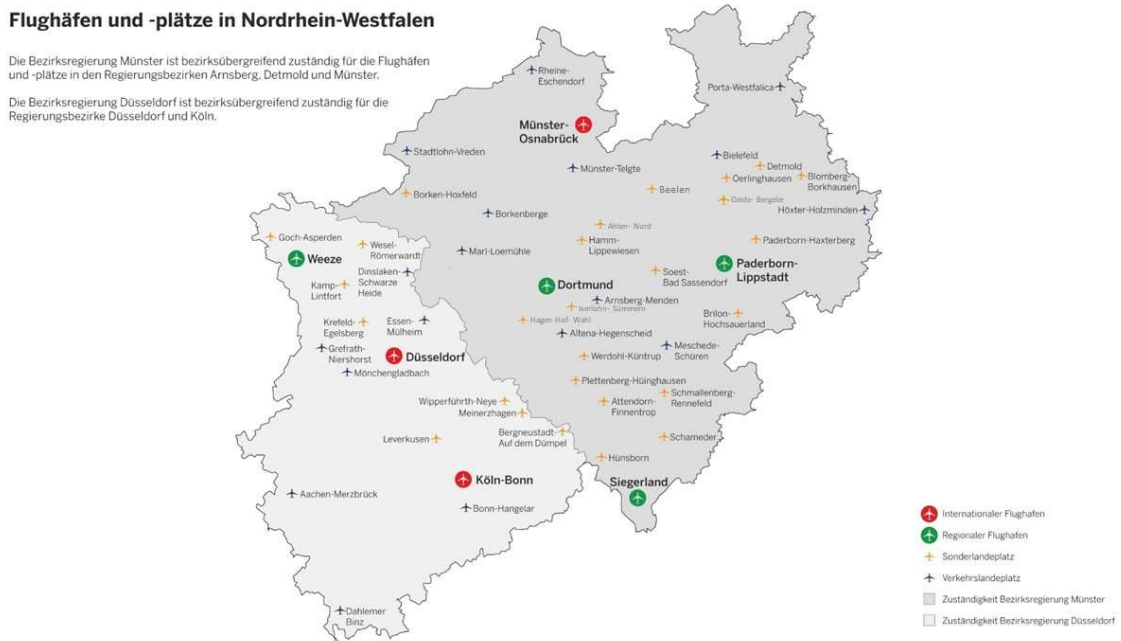 Flughäfen und -plätze in Nordrhein-Westfalen
Die Bezirksregierung Münster ist bezirksübergreifend zuständig für die Flughäfen
und -plätze in den Regierungsbezirken Arnsberg, Detmold und Münster.
Die Bezirksregierung Düsseldorf ist bezirksübergreifend zuständig für die
Regierungsbezirke Düsseldorf und Köln.
Rheine-
Eschendorf
Porta-Westfalica
Münster-
Osnabrück
Stadtlohn-Vreden
Münster-Telgte
Bielefeld
Detmold
Oerlinghausen
Blomberg-
Borkhausen
Borken-Hoxfeld
Beelen
Oelde- Bergeler
Borkenberge
Höxter-Holzminden
Ahlen- Nord
Goch-Asperden
Wesel-
Römerwardt
Marl-Loemühle
Hamm-
Lippewiesen
Paderborn-Haxterberg
Weeze
Dinslaken-
Schwarze
Heide
Soest-
Bad Sassendorf
Paderborn-
Lippstadt
Kamp-
Lintfort
Dortmund
Arnsberg-Menden
Iserlohn- Sümmern
Krefeld-
Egelsberg
Essen-
Mülheim
Hagen Hof- Wahl
Brilon-
Hochsauerland
Altena-Hegenscheid
Grefrath-
Niershorst
Düsseldorf
Werdohl-Küntrup
Meschede-
Schüren
Mönchengladbach
Plettenberg-Hüinghausen
Wipperführth-Neye
Meinerzhagen
Attendorn-
Finnentrop
Schmallenberg-
Rennefeld
Leverkusen
Bergneustadt-
Auf dem Dümpel
Schameder
Hünsborn
Köln-Bonn
Siegerland
Aachen-Merzbrück
Bonn-Hangelar
Dahlemer
Binz
Internationaler Flughafen
Regionaler Flughafen
Sonderlandeplatz
Verkehrslandeplatz
Zuständigkeit Bezirksregierung Münster
Zuständigkeit Bezirksregierung Düsseldorf